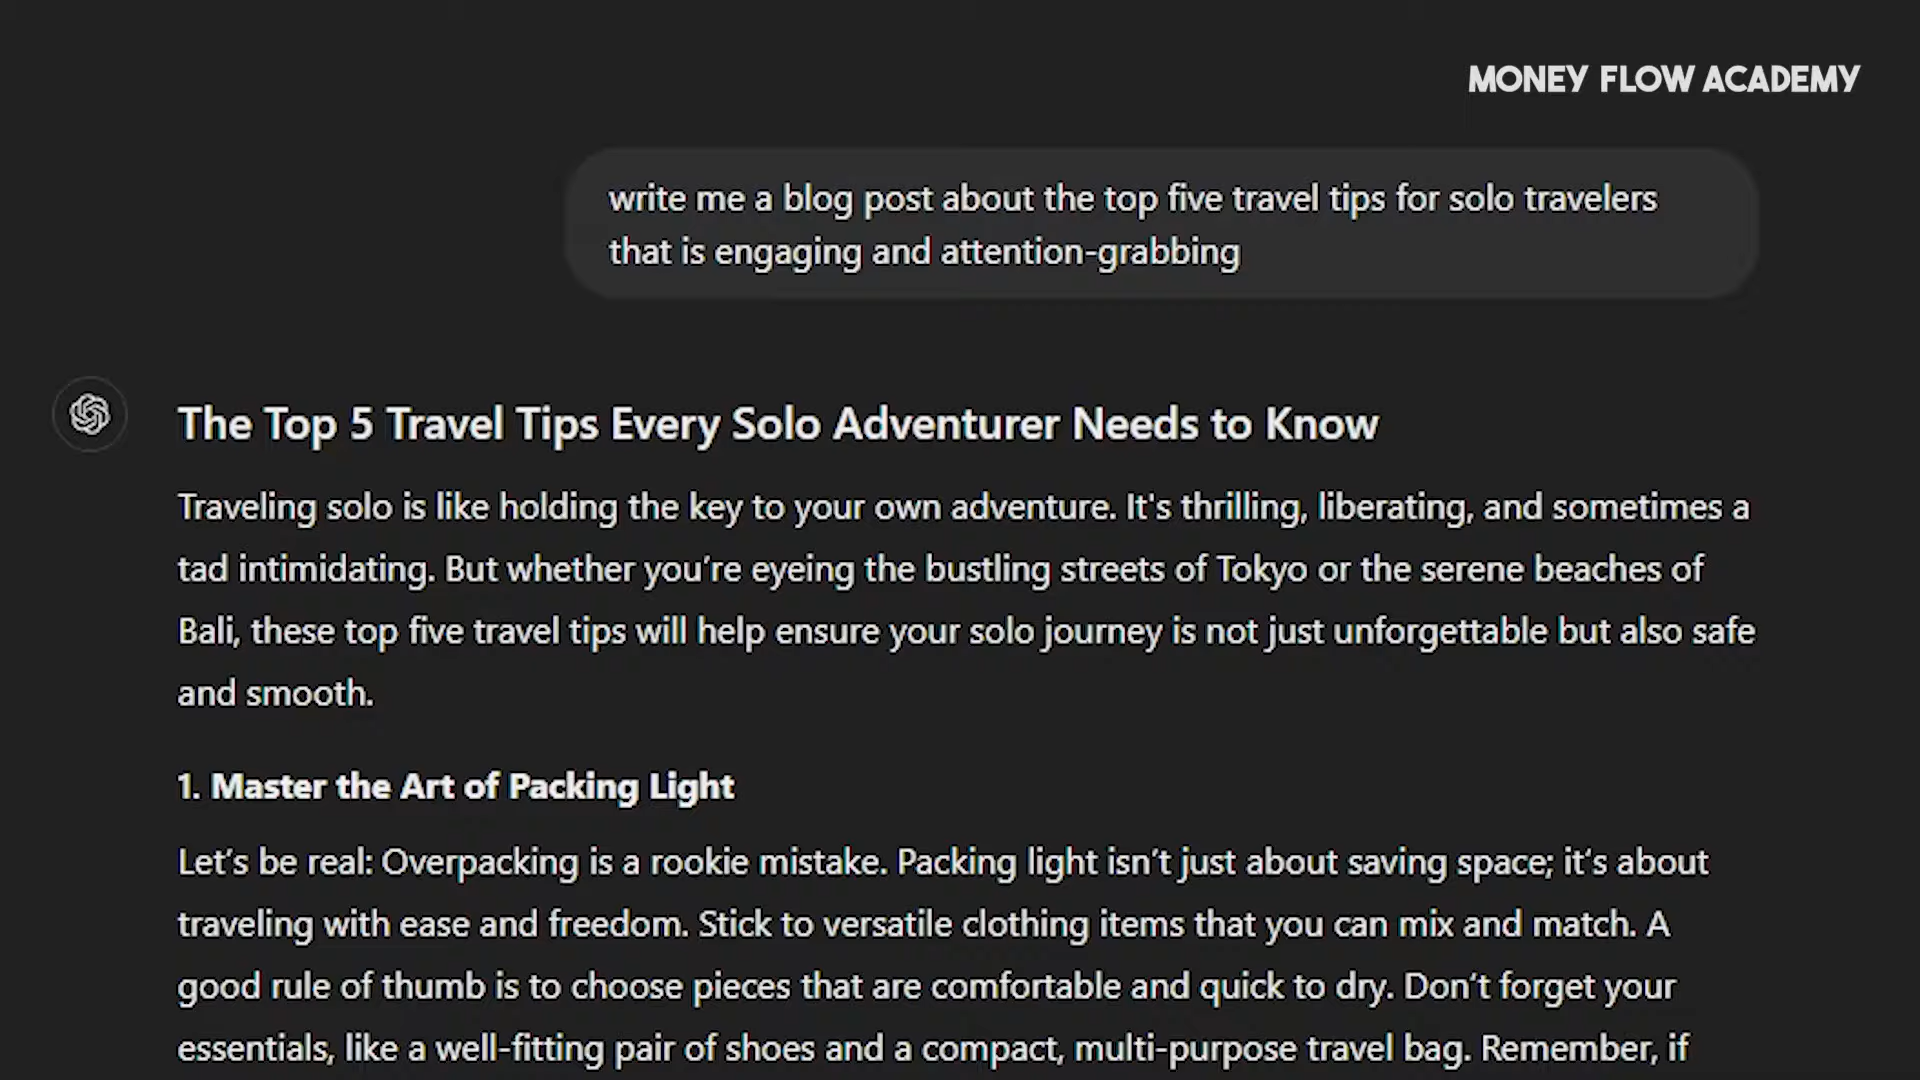 MONEY FLOW ACADEMY
write me a blog post about the top five travel tips for solo travelers
that is engaging and attention-grabbing
The Top 5 Travel Tips Every Solo Adventurer Needs to Know
Traveling solo is like holding the key to your own adventure. It's thrilling, liberating, and sometimes a
tad intimidating. But whether you’re eyeing the bustling streets of Tokyo or the serene beaches of
Bali, these top five travel tips will help ensure your solo journey is not just unforgettable but also safe
and smooth.
1. Master the Art of Packing Light
Let’s be real: Overpacking is a rookie mistake. Packing light isn’t just about saving space; it’s about
traveling with ease and freedom. Stick to versatile clothing items that you can mix and match. A
good rule of thumb is to choose pieces that are comfortable and quick to dry. Don’t forget your
essentials, like a well-fitting pair of shoes and a compact, multi-purpose travel bag. Remember, if